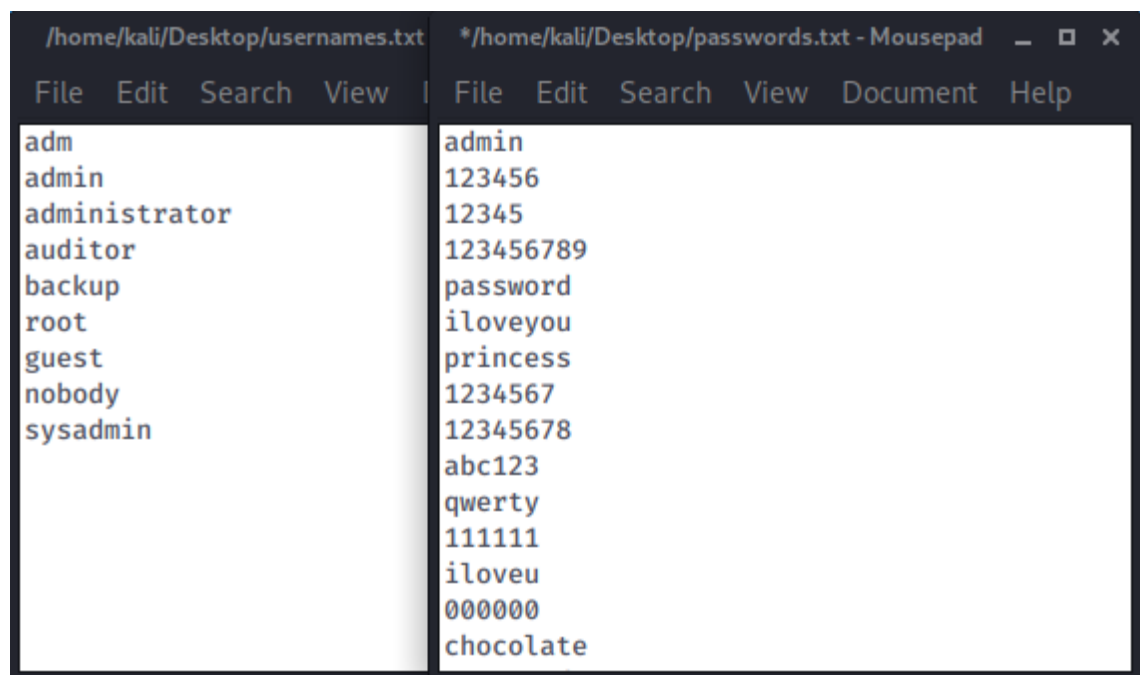 /home/kali/Desktop/usernames.txt
File Edit Search View
adm
admin
administrator
auditor
backup
root
guest
nobody
sysadmin
*/home/kali/Desktop/passwords.txt - Mousepad
File Edit Search View Document Help
admin
123456
12345
123456789
password
iloveyou
princess
1234567
12345678
abc123
qwerty
111111
iloveu
000000
chocolate